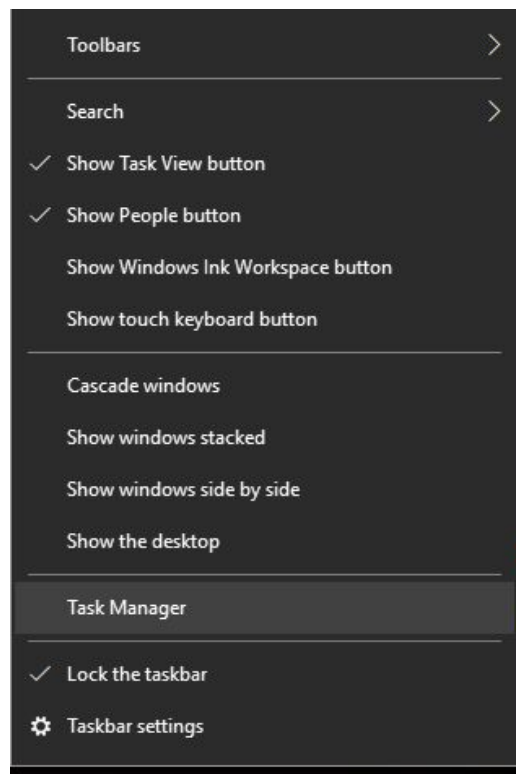 Toolbars
Search
Show Task View button
Show People button
Show Windows Ink Workspace button
Show touch keyboard button
Cascade windows
Show windows stacked
Show windows side by side
Show the desktop
Task Manager
Lock the taskbar
Taskbar settings